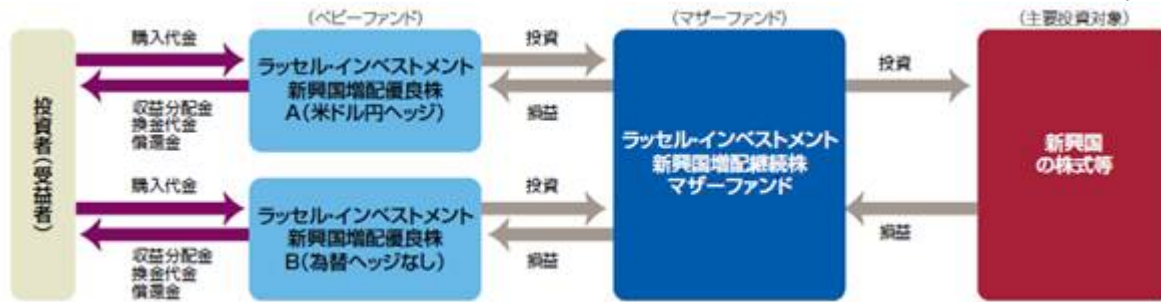 (ベビーファンド)
(マザーファンド)
(主要投資対象)
投資者(受益者)
購入代金
収益分配金
換金代金
償還金
ラッセル・インベストメント
新興国増配優良株
A(米ドル円ヘッジ)
投資
損益
購入代金
収益分配金
換金代金
償還金
ラッセル・インベストメント
新興国増配優良株
B(為替ヘッジなし)
投資
損益
ラッセル・インベストメント
新興国増配継続株
マザーファンド
投資
損益
新興国
の株式等